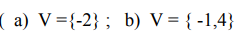 ( a) V ={-2} ; b) V = { -1,4}